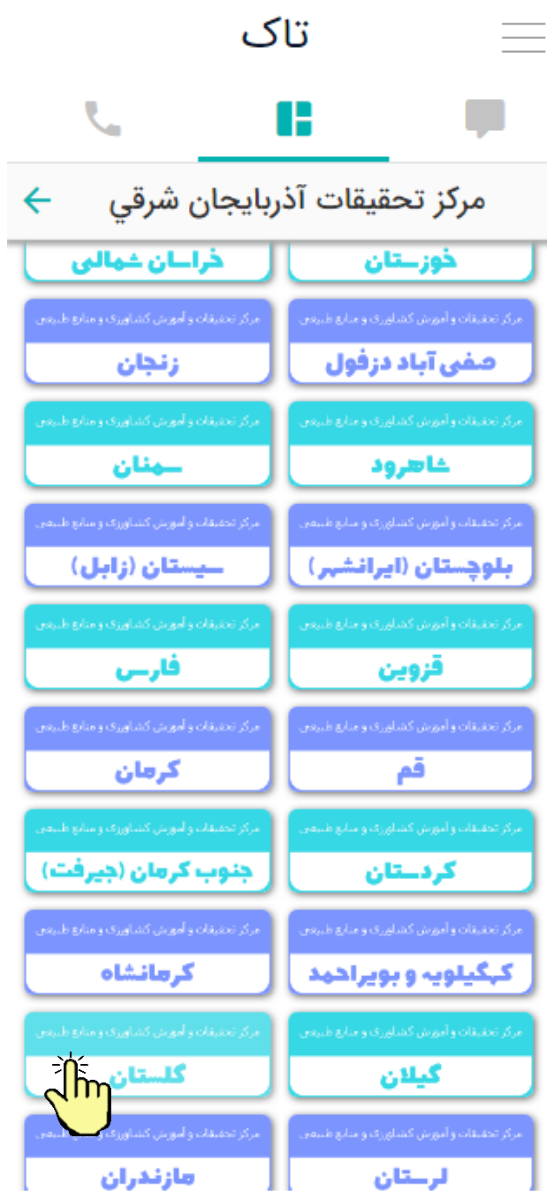 تاک
مرکز تحقیقات آذربایجان شرقي
خوزستان
خراسان شمالی
مرکز تحقیقات و آموزش کشاورزی و منابع طبیعی
صفی آباد دزفول
مرکز تحقیقات و آموزش کشاورزی و منابع طبیعی
زنجان
مرکز تحقیقات و آموزش کشاورزی و منابع طبیعی
شاهرود
مرکز تحقیقات و آموزش کشاورزی و منابع طبیعی
سمنان
مرکز تحقیقات و آموزش کشاورزی و منابع طبیعی
بلوچستان (ایرانشهر)
مرکز تحقیقات و آموزش کشاورزی و منابع طبیعی
سیستان (زابل)
مرکز تحقیقات و آموزش کشاورزی و منابع طبیعی
قزوین
مرکز تحقیقات و آموزش کشاورزی و منابع طبیعی
فارس
مرکز تحقیقات و آموزش کشاورزی و منابع طبیعی
قم
مرکز تحقیقات و آموزش کشاورزی و منابع طبیعی
کرمان
مرکز تحقیقات و آموزش کشاورزی و منابع طبیعی
کردستان
مرکز تحقیقات و آموزش کشاورزی و منابع طبیعی
جنوب کرمان (جیرفت)
مرکز تحقیقات و آموزش کشاورزی و منابع طبیعی
کهگیلویه و بویراحمد
مرکز تحقیقات و آموزش کشاورزی و منابع طبیعی
کرمانشاه
مرکز تحقیقات و آموزش کشاورزی و منابع طبیعی
گیلان
مرکز تحقیقات و آموزش کشاورزی و منابع طبیعی
گلستان
مرکز تحقیقات و آموزش کشاورزی و منابع طبیعی
لرستان
مرکز تحقیقات و آموزش کشاورزی و منابع طبیعی
مازندران